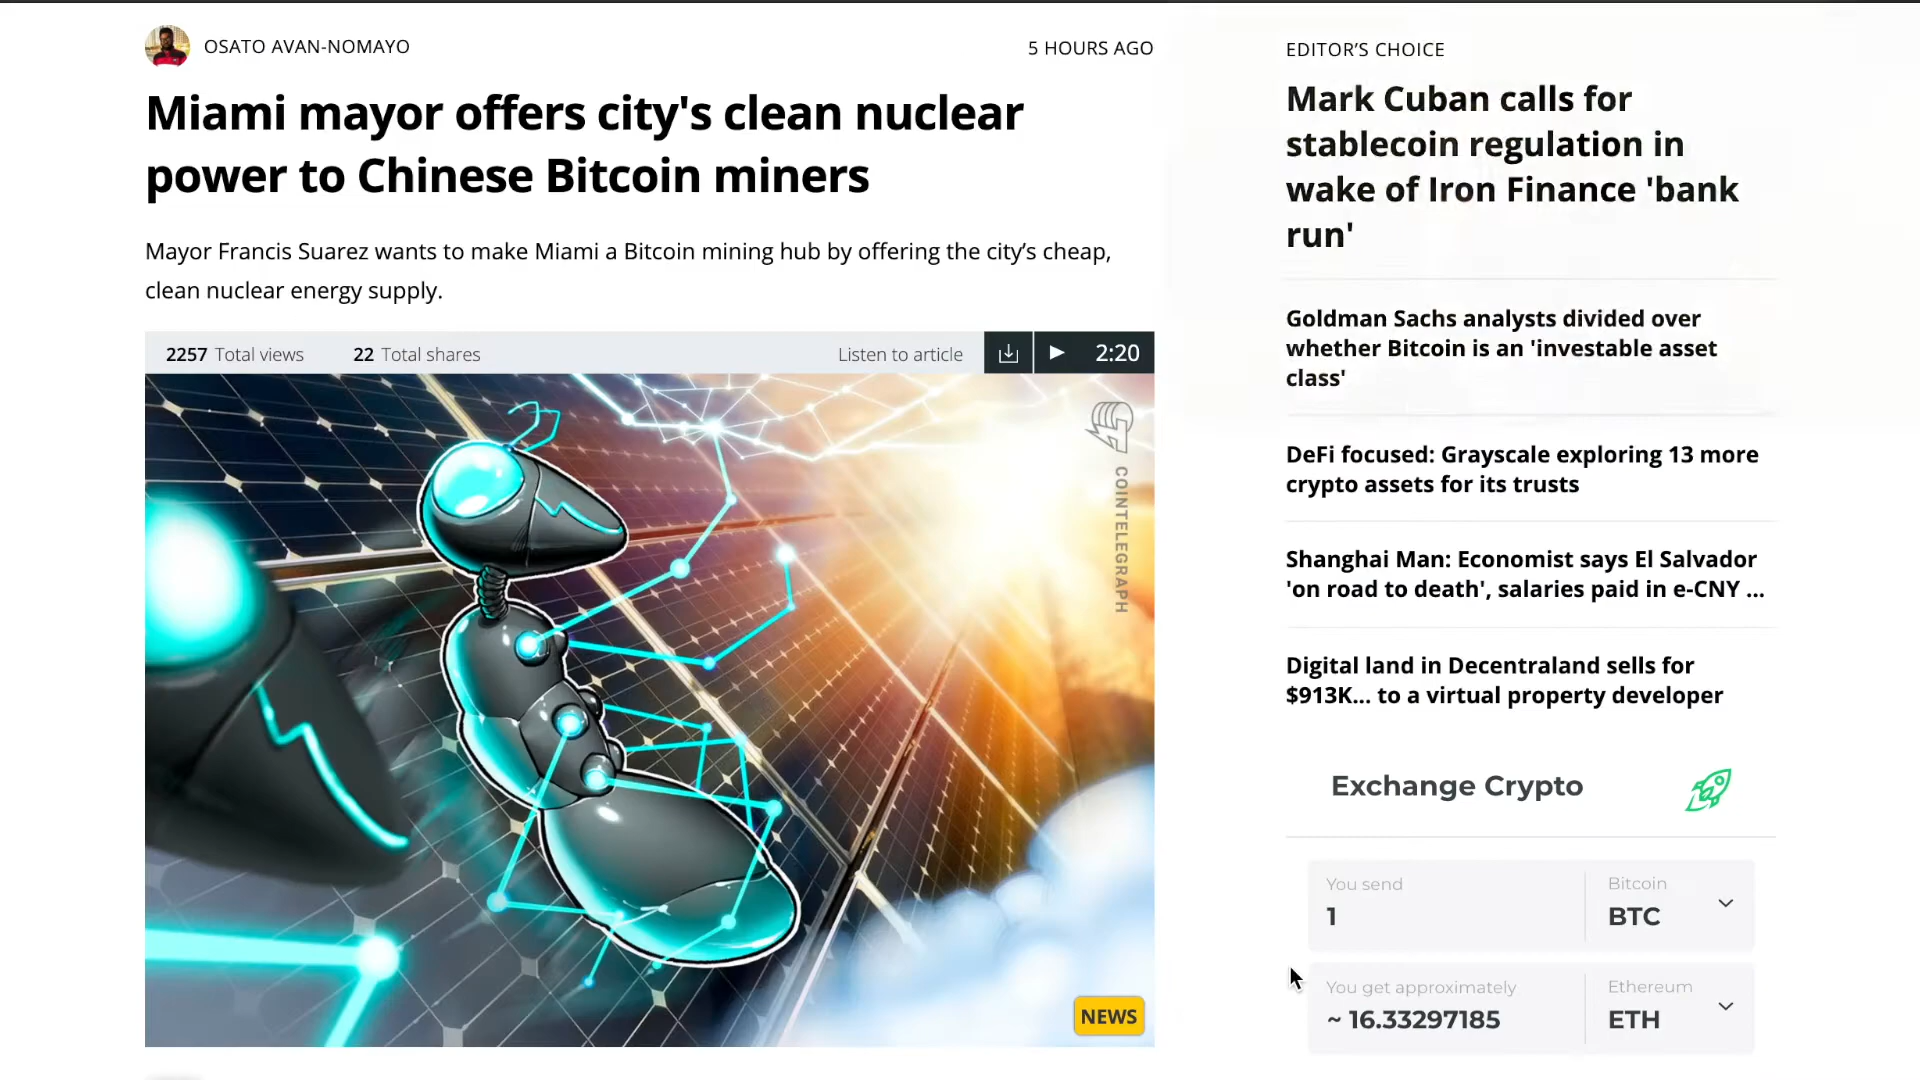 OSATO AVAN-NOMAYO
5 HOURS AGO
Miami mayor offers city's clean nuclear
power to Chinese Bitcoin miners
Mayor Francis Suarez wants to make Miami a Bitcoin mining hub by offering the city’s cheap,
clean nuclear energy supply.
2257 Total views 22 Total shares Listen to article 2:20
COINTELEGRAPH
NEWS
EDITOR’S CHOICE
Mark Cuban calls for
stablecoin regulation in
wake of Iron Finance 'bank
run'
Goldman Sachs analysts divided over
whether Bitcoin is an 'investable asset
class'
DeFi focused: Grayscale exploring 13 more
crypto assets for its trusts
Shanghai Man: Economist says El Salvador
'on road to death', salaries paid in e-CNY ...
Digital land in Decentraland sells for
$913K... to a virtual property developer
Exchange Crypto
You send
1
Bitcoin
BTC
You get approximately
~ 16.33297185
Ethereum
ETH